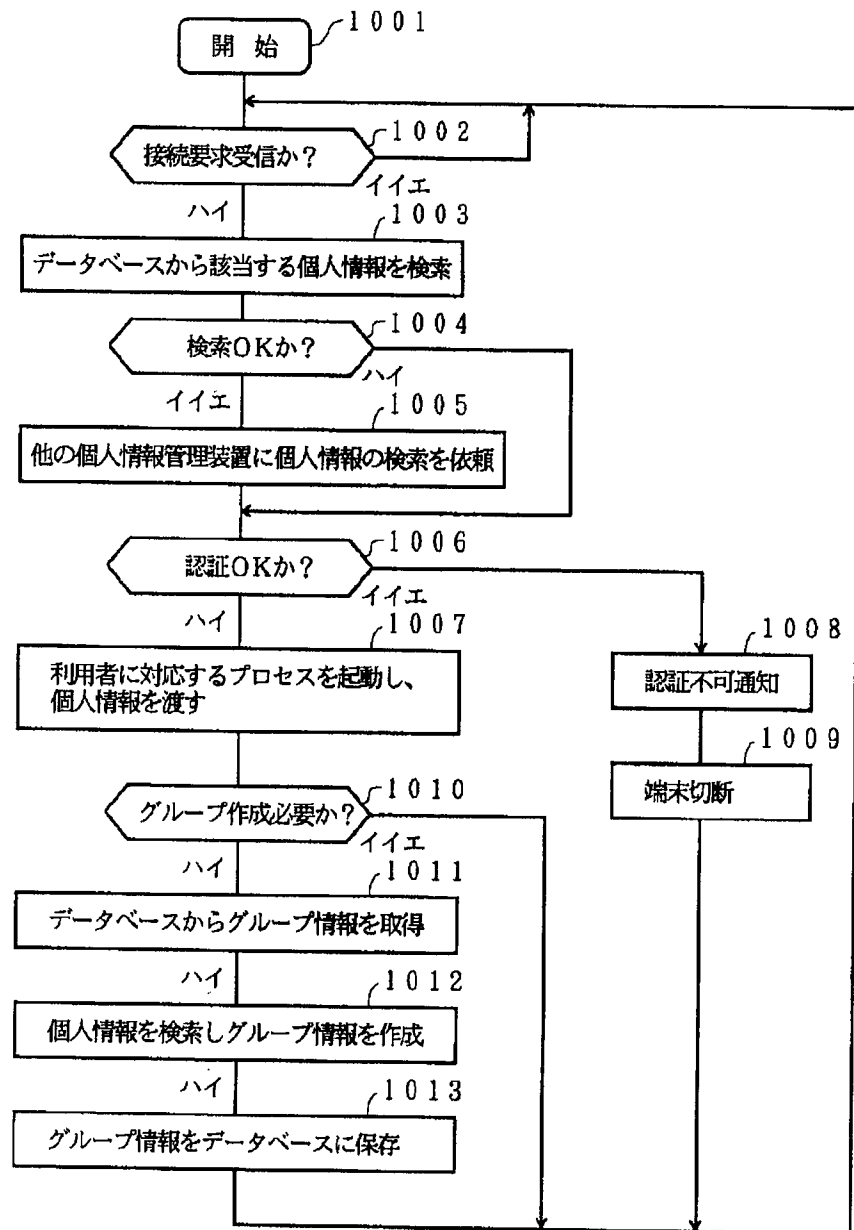 1001
開始
1002
接続要求受信か？
イイエ
ハイ
1003
データベースから該当する個人情報を検索
1004
検索OKか？
ハイ
イイエ
1005
他の個人情報管理装置に個人情報の検索を依頼
1006
認証OKか？
イイエ
ハイ
1007
利用者に対応するプロセスを起動し、
個人情報を渡す
1008
認証不可通知
1009
端末切断
1010
グループ作成必要か？
イイエ
ハイ
1011
データベースからグループ情報を取得
ハイ
1012
個人情報を検索しグループ情報を作成
ハイ
1013
グループ情報をデータベースに保存